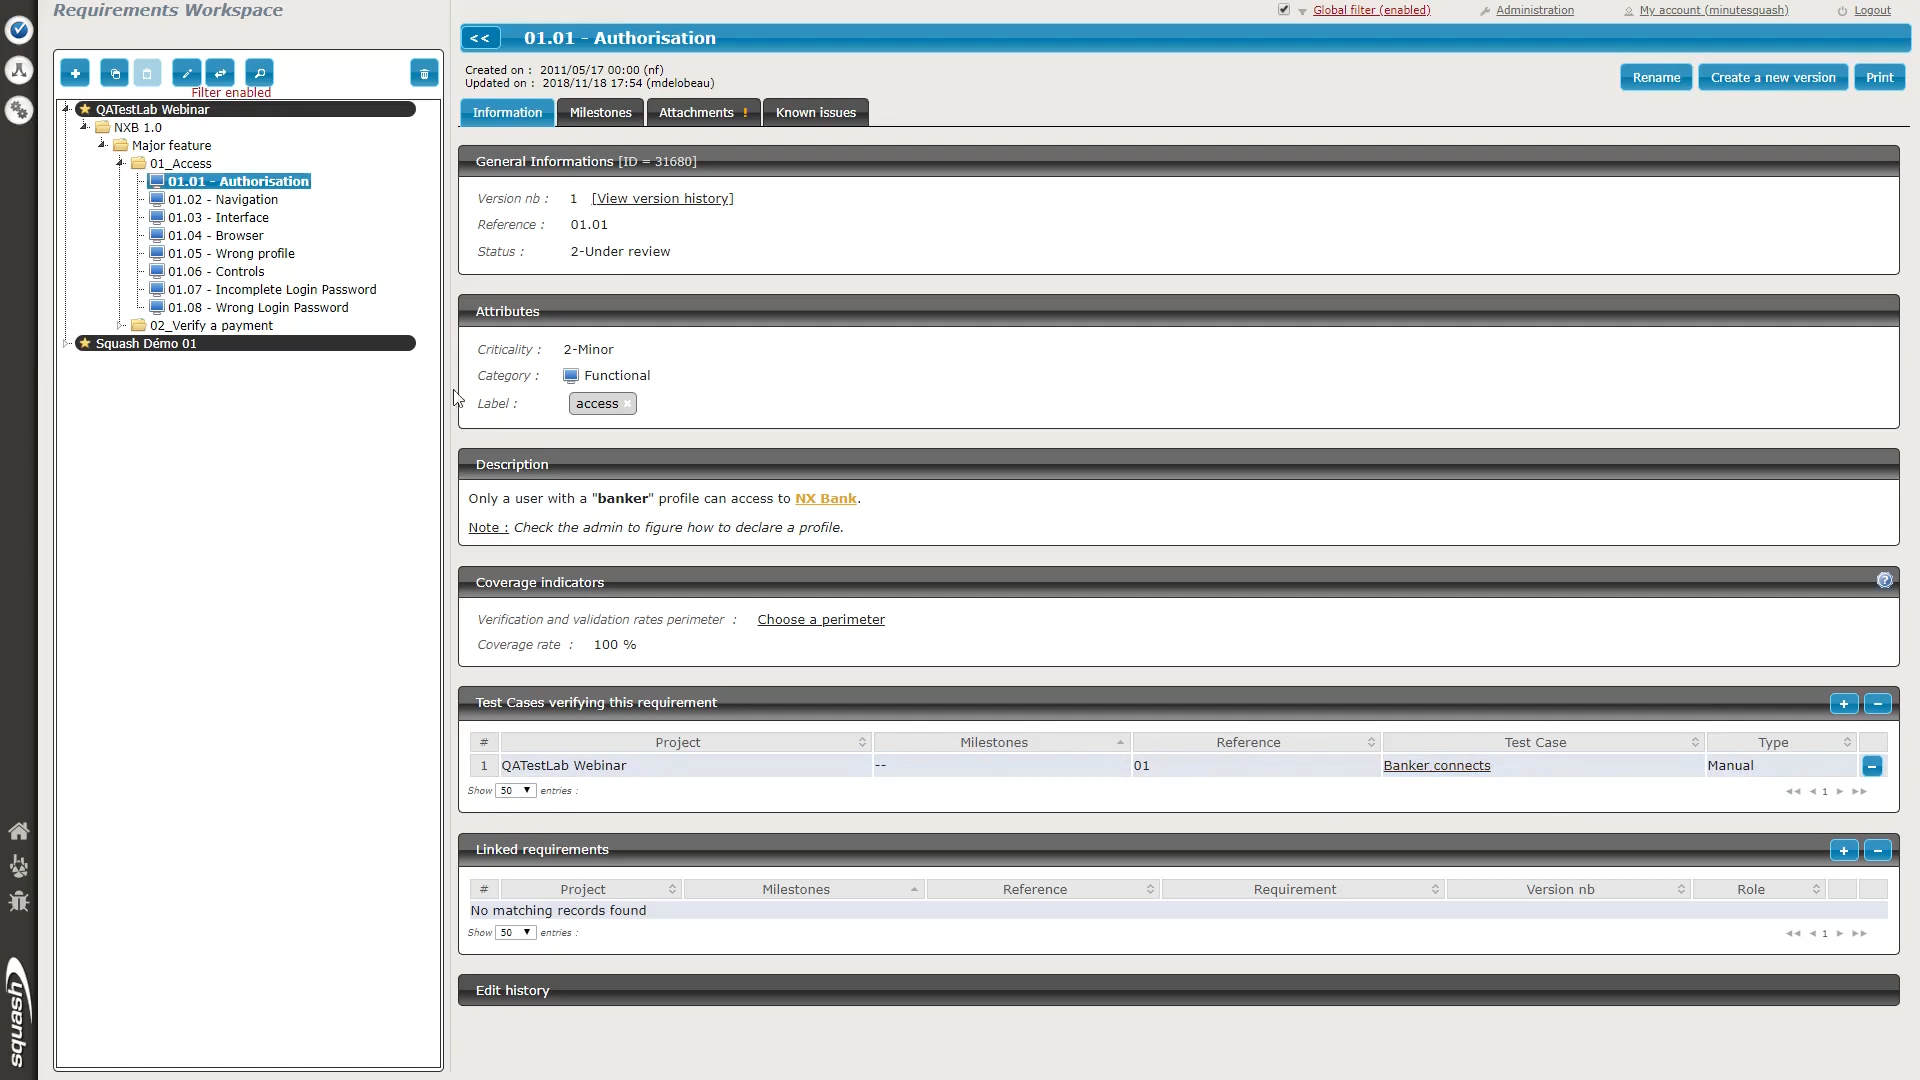 Requirements Workspace
Global filter (enabled)
Administration
My account (minutesquash)
Logout
<<
01.01 - Authorisation
Created on : 2011/05/17 00:00 (nf)
Updated on : 2018/11/18 17:54 (mdelobeau)
Rename
Create a new version
Print
Filter enabled
QATestLab Webinar
NXB 1.0
Major feature
01_Access
01.01 - Authorisation
01.02 - Navigation
01.03 - Interface
01.04 - Browser
01.05 - Wrong profile
01.06 - Controls
01.07 - Incomplete Login Password
01.08 - Wrong Login Password
02_Verify a payment
Squash Démo 01
Information Milestones Attachments ! Known issues
General Informations [ID = 31680]
Version nb : 1 [View version history]
Reference : 01.01
Status : 2-Under review
Attributes
Criticality : 2-Minor
Category : Functional
Label : access ×
Description
Only a user with a "banker" profile can access to NX Bank.
Note : Check the admin to figure how to declare a profile.
Coverage indicators ?
Verification and validation rates perimeter : Choose a perimeter
Coverage rate : 100 %
Test Cases verifying this requirement + -
# Project Milestones Reference Test Case Type
1 QATestLab Webinar -- 01 Banker connects Manual -
Show 50 entries : 1
Linked requirements + -
# Project Milestones Reference Requirement Version nb Role
No matching records found
Show 50 entries : 1
Edit history
squash